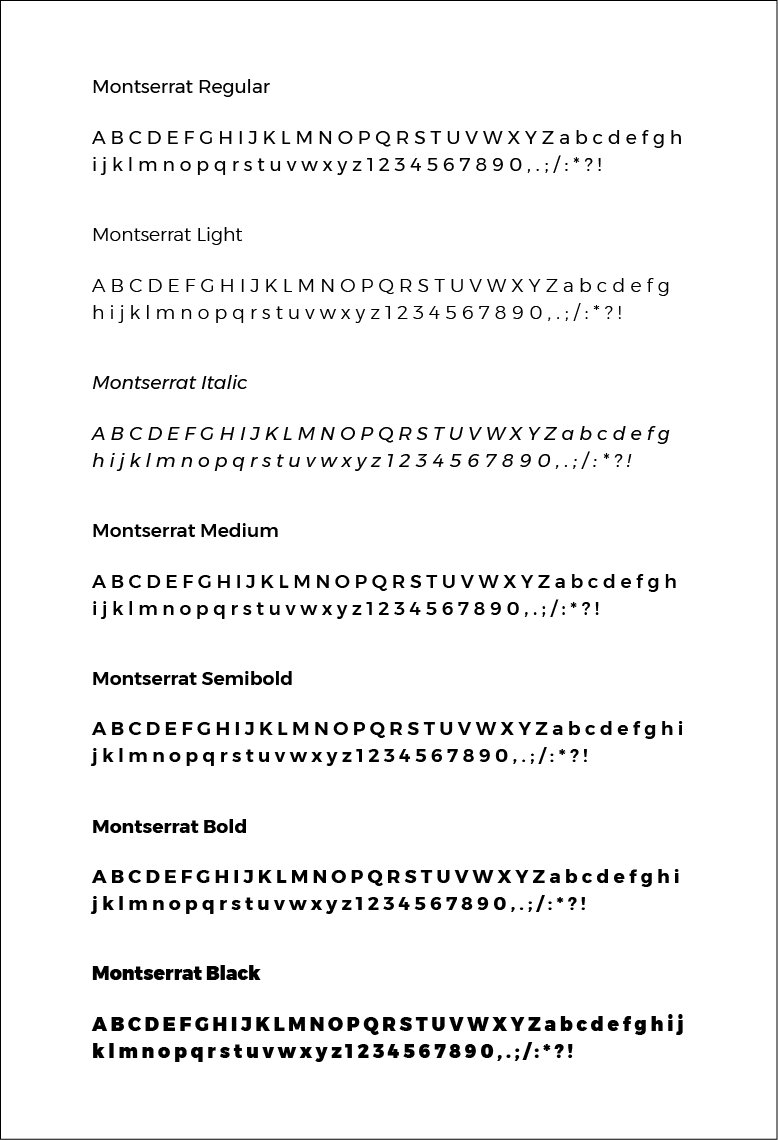 Montserrat Regular
A B C D E F G H I J K L M N O P Q R S T U V W X Y Z a b c d e f g h
i j k l m n o p q r s t u v w x y z 1 2 3 4 5 6 7 8 9 0 , . ; / : * ? !
Montserrat Light
A B C D E F G H I J K L M N O P Q R S T U V W X Y Z a b c d e f g
h i j k l m n o p q r s t u v w x y z 1 2 3 4 5 6 7 8 9 0 , . ; / : * ? !
Montserrat Italic
A B C D E F G H I J K L M N O P Q R S T U V W X Y Z a b c d e f g
h i j k l m n o p q r s t u v w x y z 1 2 3 4 5 6 7 8 9 0 , . ; / : * ? !
Montserrat Medium
A B C D E F G H I J K L M N O P Q R S T U V W X Y Z a b c d e f g h
i j k l m n o p q r s t u v w x y z 1 2 3 4 5 6 7 8 9 0 , . ; / : * ? !
Montserrat Semibold
A B C D E F G H I J K L M N O P Q R S T U V W X Y Z a b c d e f g h i
j k l m n o p q r s t u v w x y z 1 2 3 4 5 6 7 8 9 0 , . ; / : * ? !
Montserrat Bold
A B C D E F G H I J K L M N O P Q R S T U V W X Y Z a b c d e f g h i
j k l m n o p q r s t u v w x y z 1 2 3 4 5 6 7 8 9 0 , . ; / : * ? !
Montserrat Black
A B C D E F G H I J K L M N O P Q R S T U V W X Y Z a b c d e f g h i j
k l m n o p q r s t u v w x y z 1 2 3 4 5 6 7 8 9 0 , . ; / : * ? !